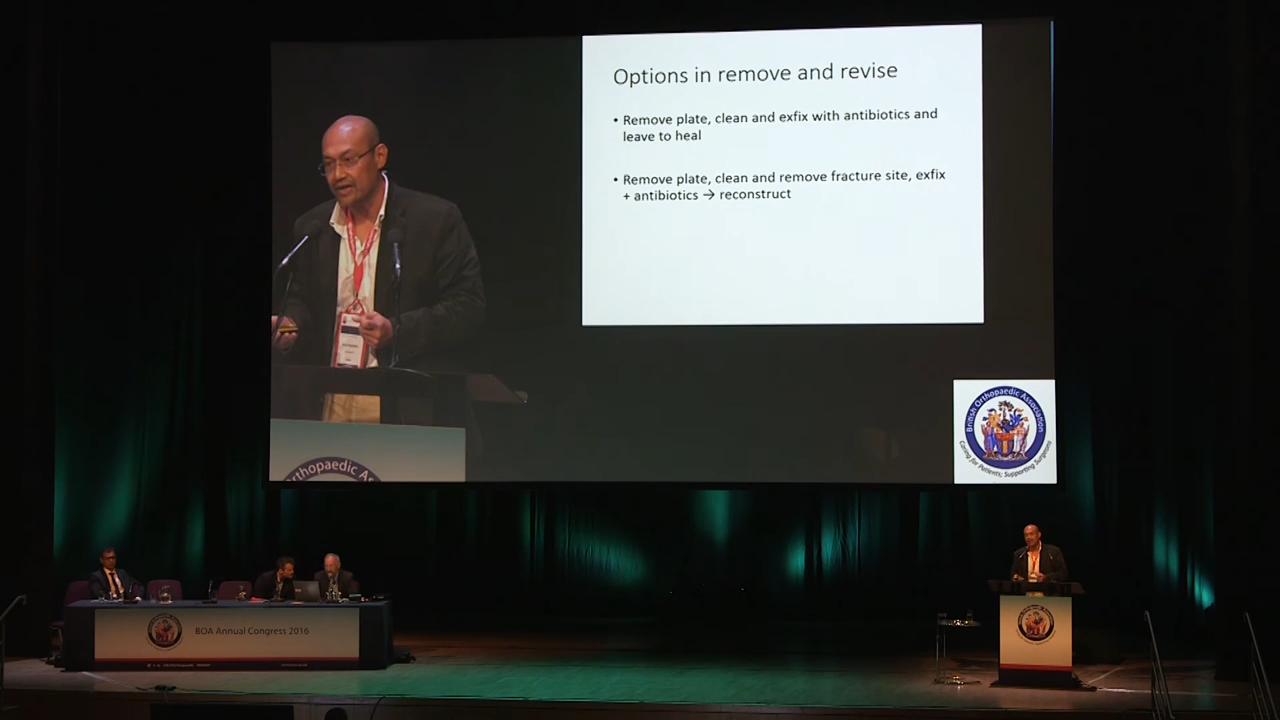 Options in remove and revise
• Remove plate, clean and exfix with antibiotics and
leave to heal
• Remove plate, clean and remove fracture site, exfix
+ antibiotics → reconstruct
British Orthopaedic Association
Caring for Patients; Supporting Surgeons
rthopaedic As
BOA Annual Congress 2016